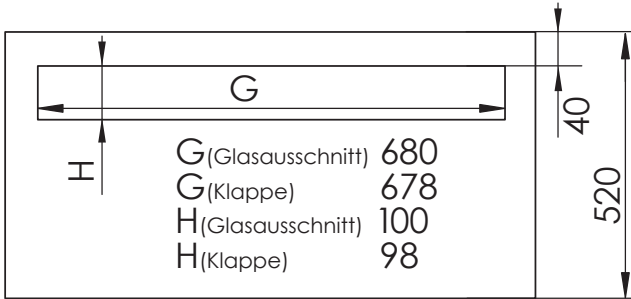 G
40
H
520
G(Glasausschnitt) 680
G(Klappe) 678
H(Glasausschnitt) 100
H(Klappe) 98